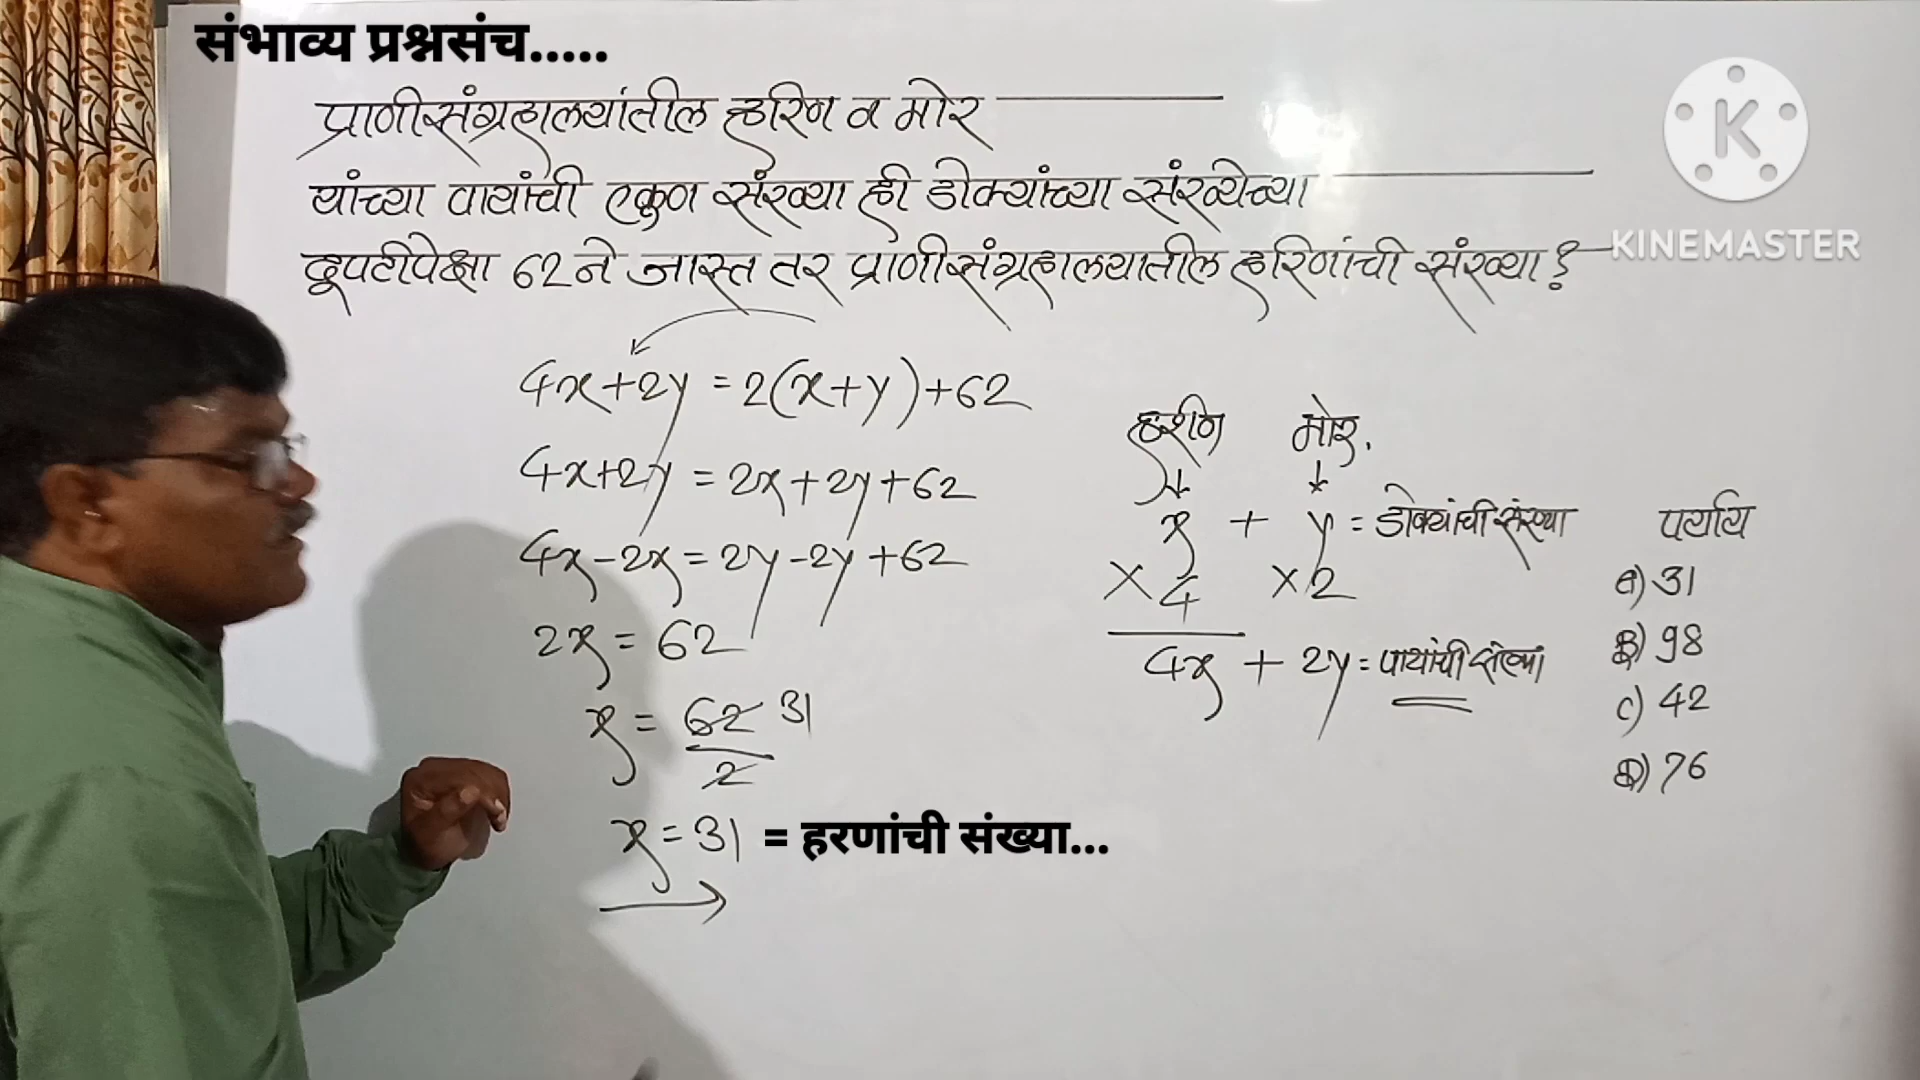 संभाव्य प्रश्नसंच.....
प्राणीसंग्रहालयांतील हरिण व मोर
यांच्या पायांची एकुण संख्या ही डोक्यांच्या संख्येच्या
दूपटीपेक्षा 62 ने जास्त तर प्राणीसंग्रहालयातील हरिणांची संख्या?
KINEMASTER
4x+2y = 2(x+y)+62
4x+2y = 2x+2y+62
4x-2x = 2y-2y+62
2x = 62
x = 62 31
2
x = 31 = हरणांची संख्या...
हरीण मोर.
x + y = डोक्यांची संख्या
×4 ×2
4x + 2y = पायांची संख्या
पर्याय
A) 31
B) 98
C) 42
D) 76